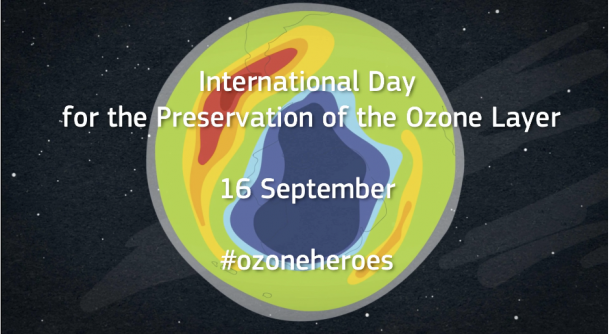 International Day
for the Preservation of the Ozone Layer
16 September
#ozoneheroes